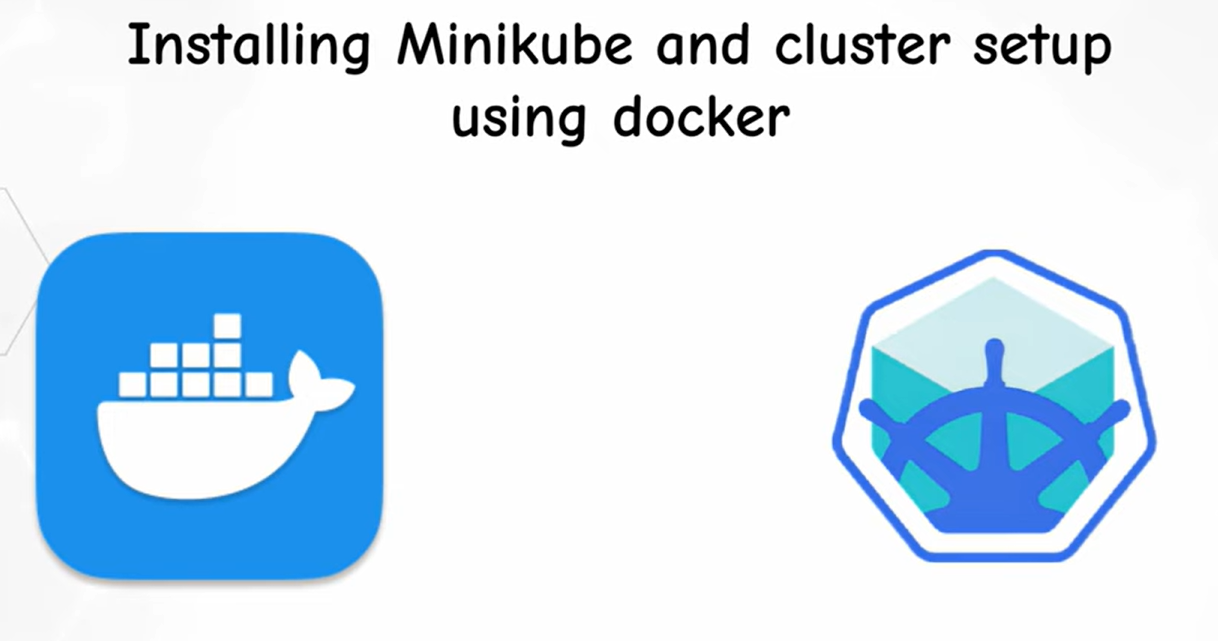 Installing Minikube and cluster setup
using docker